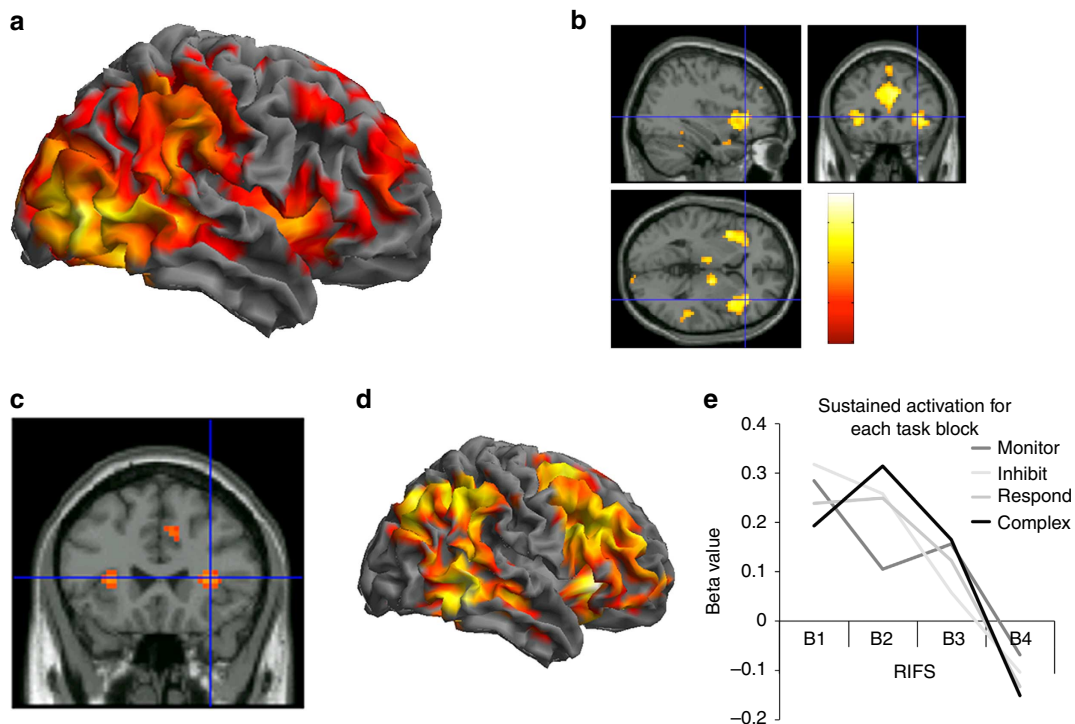 a
b
c
d
e
Sustained activation for
each task block
Monitor
Inhibit
Respond
Complex
0.4
0.3
0.2
0.1
0
–0.1
–0.2
Beta value
B1 B2 B3 B4
RIFS